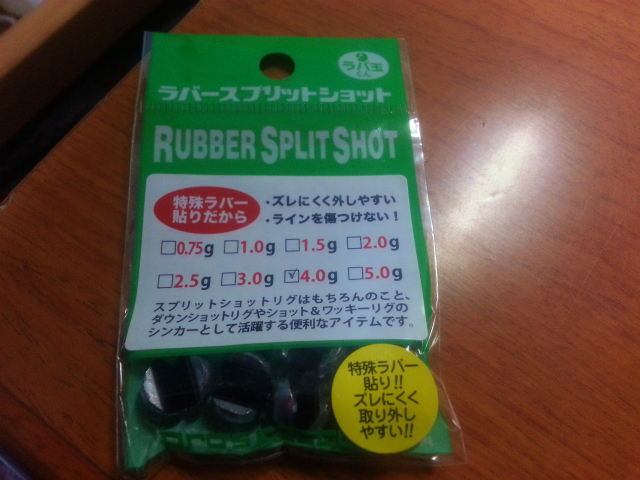 ラバ玉
くん
ラバースプリットショット
RUBBER SPLIT SHOT
特殊ラバー
貼りだから
・ズレにくく外しやすい
・ラインを傷つけない！
□0.75g □1.0g □1.5g □2.0g
□2.5g □3.0g ☑4.0g □5.0g
スプリットショットリグはもちろんのこと、
ダウンショットリグやショット＆ワッキーリグの
シンカーとして活躍する便利なアイテムです。
特殊ラバー
貼り!!
ズレにくく
取り外し
やすい!!